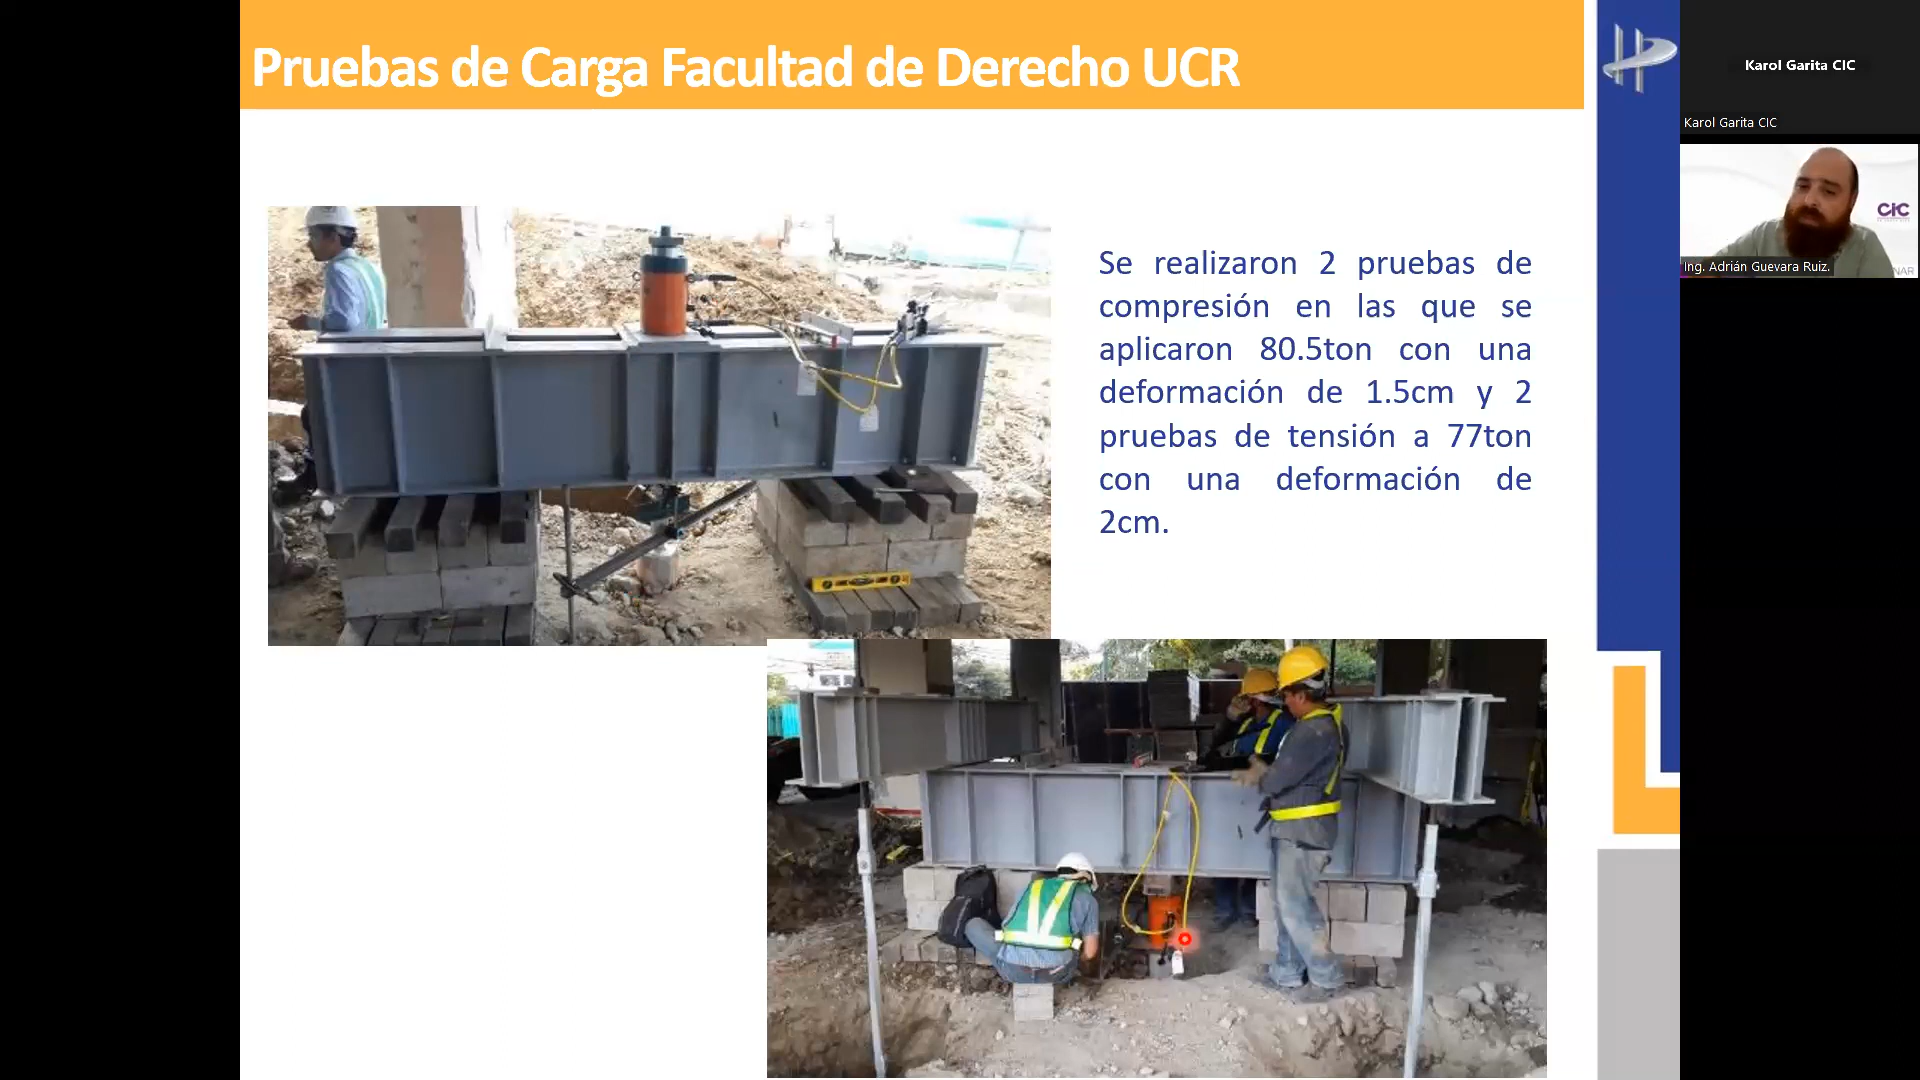 Pruebas de Carga Facultad de Derecho UCR
Se realizaron 2 pruebas de
compresión en las que se
aplicaron 80.5ton con una
deformación de 1.5cm y 2
pruebas de tensión a 77ton
con una deformación de
2cm.
Karol Garita CIC
Karol Garita CIC
CIC
Ing. Adrián Guevara Ruiz.
NAR